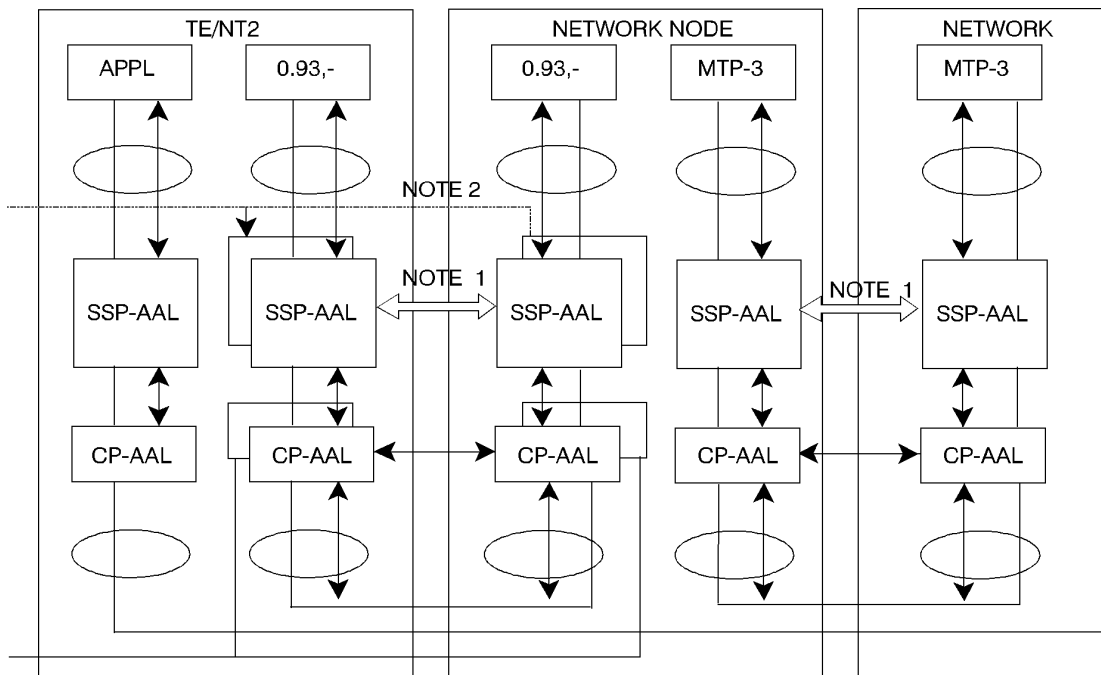 TE/NT2
NETWORK NODE
NETWORK
APPL
0.93,-
0.93,-
MTP-3
MTP-3
NOTE 2
NOTE 1
NOTE 1
SSP-AAL
SSP-AAL
SSP-AAL
SSP-AAL
SSP-AAL
CP-AAL
CP-AAL
CP-AAL
CP-AAL
CP-AAL